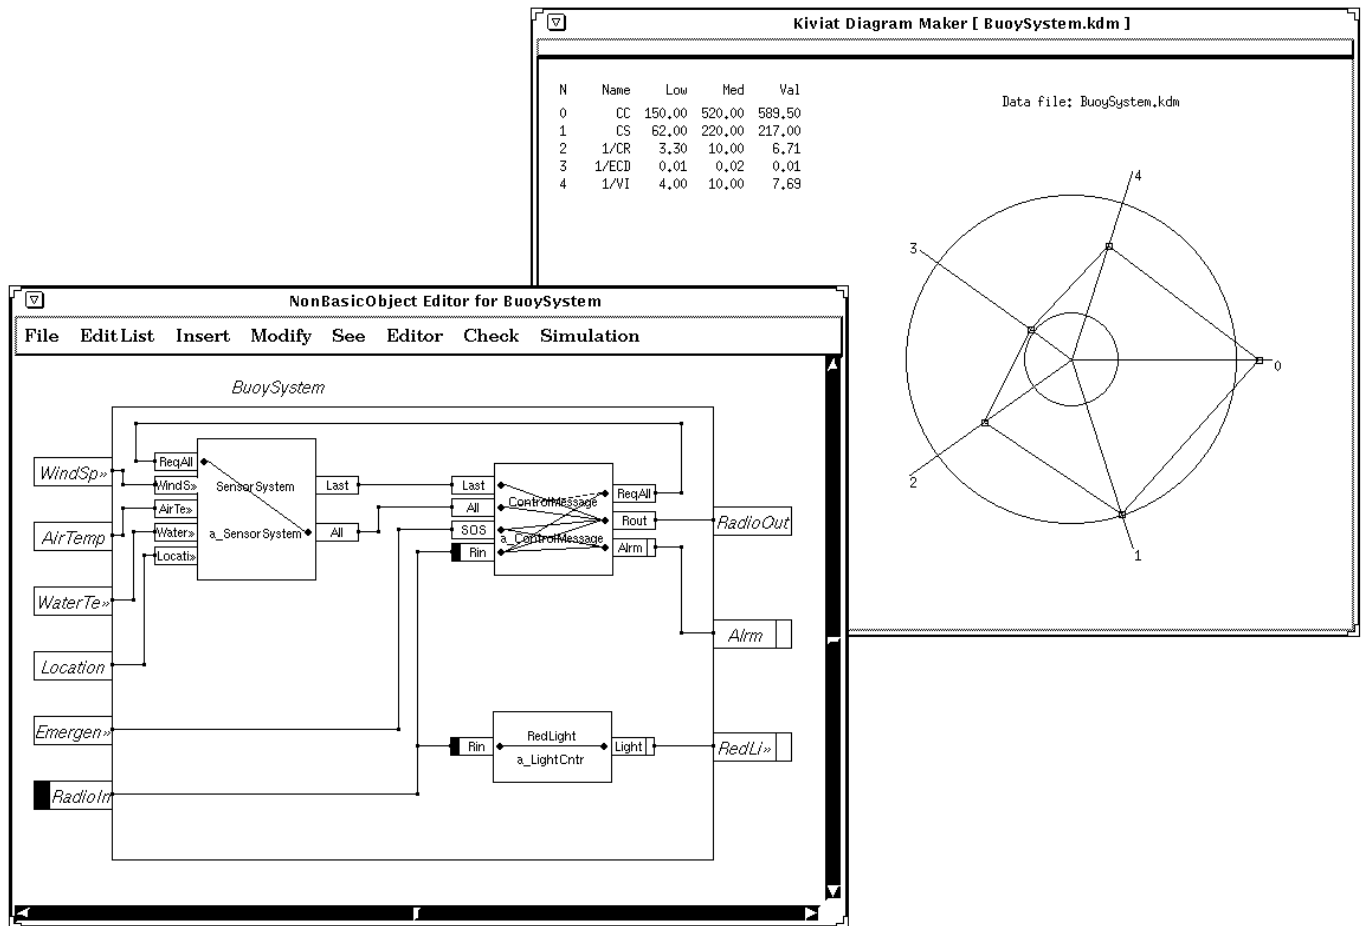 Kiviat Diagram Maker [ BuoySystem.kdm ]
N Name Low Med Val
0 CC 150.00 520.00 589.50
1 CS 62.00 220.00 217.00
2 1/CR 3.30 10.00 6.71
3 1/ECD 0.01 0.02 0.01
4 1/VI 4.00 10.00 7.69
Data file: BuoySystem.kdm
4
3
0
2
1
NonBasicObject Editor for BuoySystem
File Edit List Insert Modify See Editor Check Simulation
BuoySystem
WindSp»
AirTemp
WaterTe»
Location
Emergen»
RadioIn
ReqAll
WindS»
AirTe»
Water»
Locati»
SensorSystem
a_SensorSystem
Last
All
Last
All
SOS
Rin
ControlMessage
a_ControlMessage
ReqAll
Rout
Alrm
Rin
RedLight
a_LightCntr
Light
RadioOut
Alrm
RedLi»